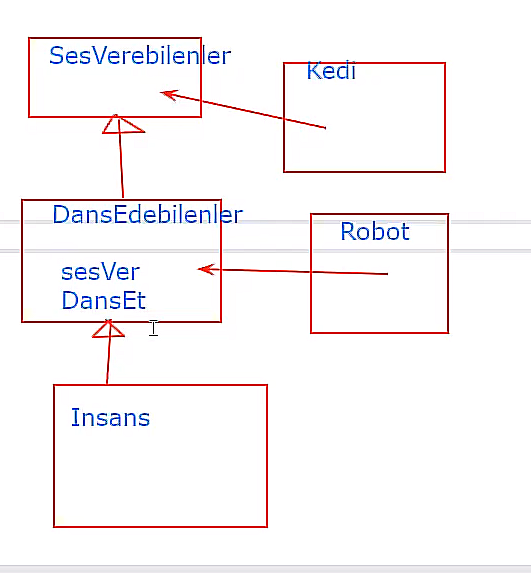 SesVerebilenler
Kedi
DansEdebilenler
Robot
sesVer
DansEt
Insans